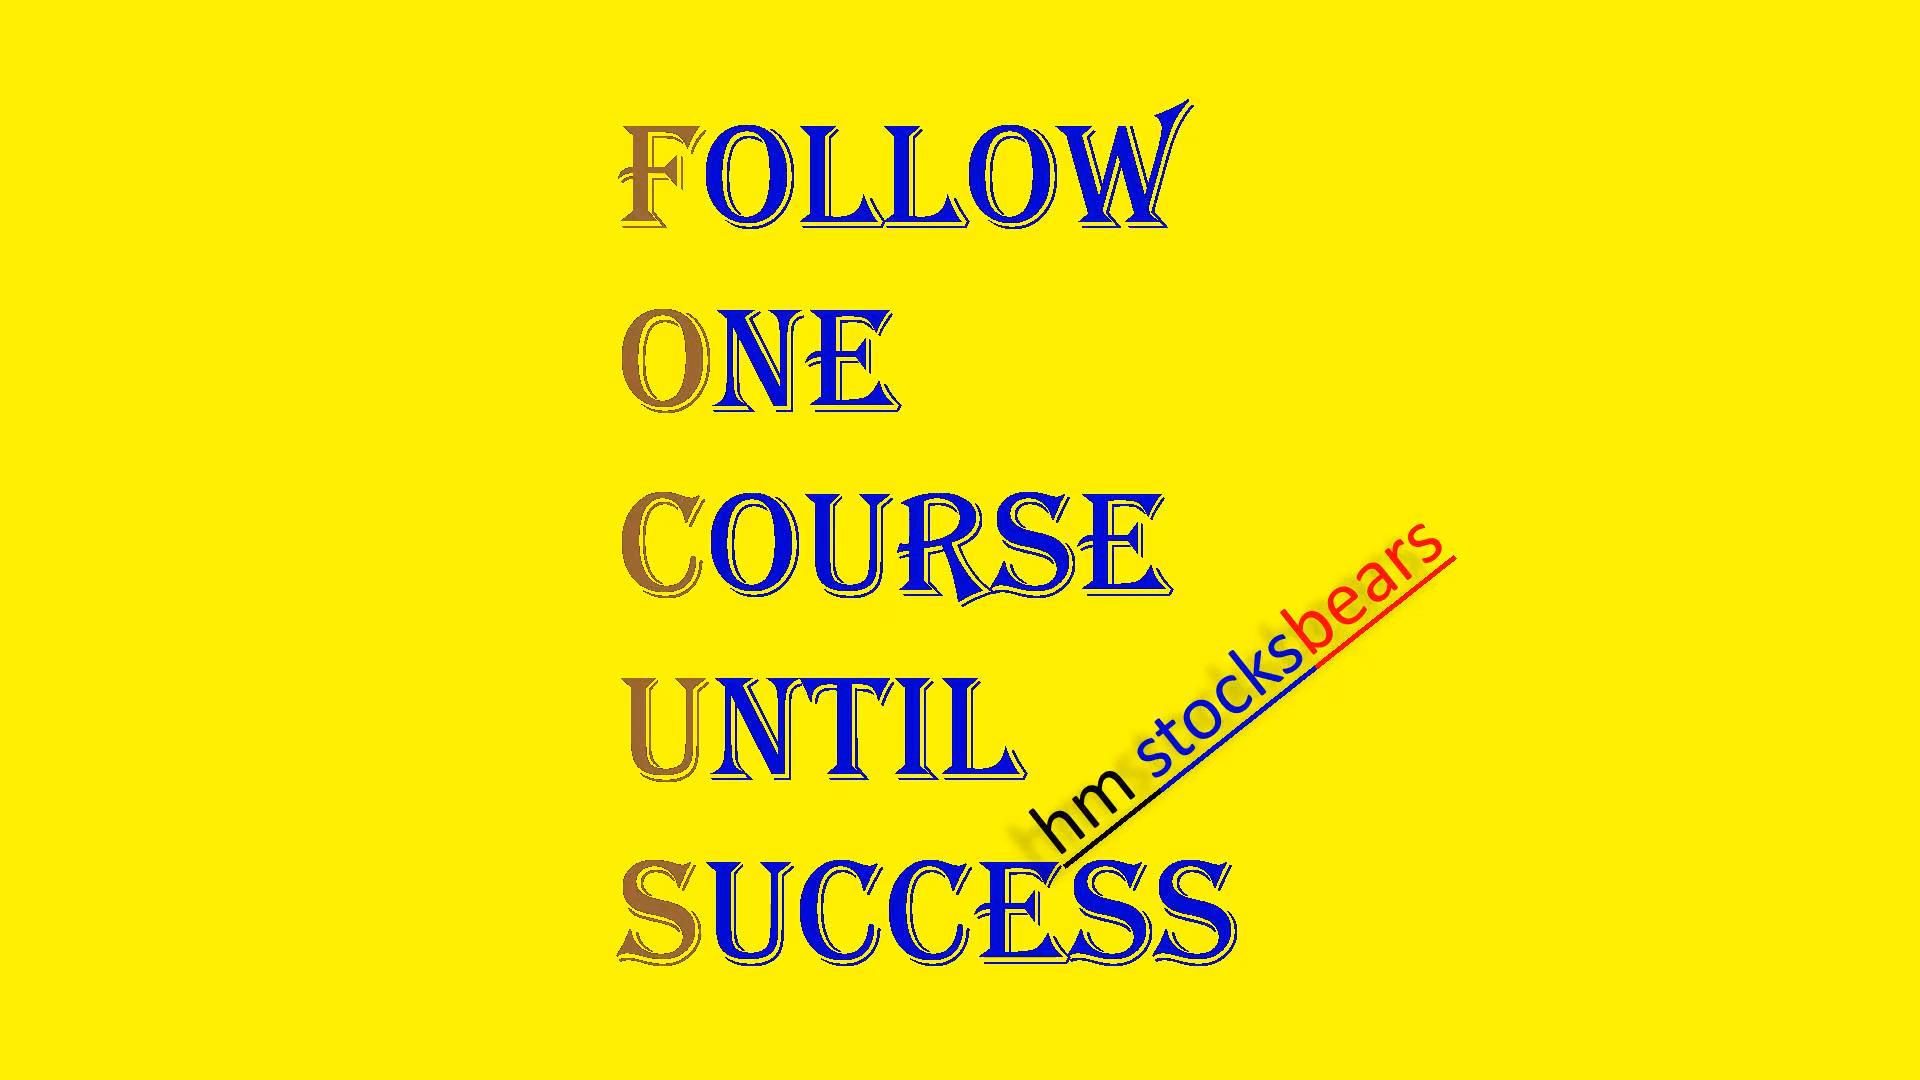 FOLLOW
ONE
COURSE
UNTIL
SUCCESS
hm stocksbears